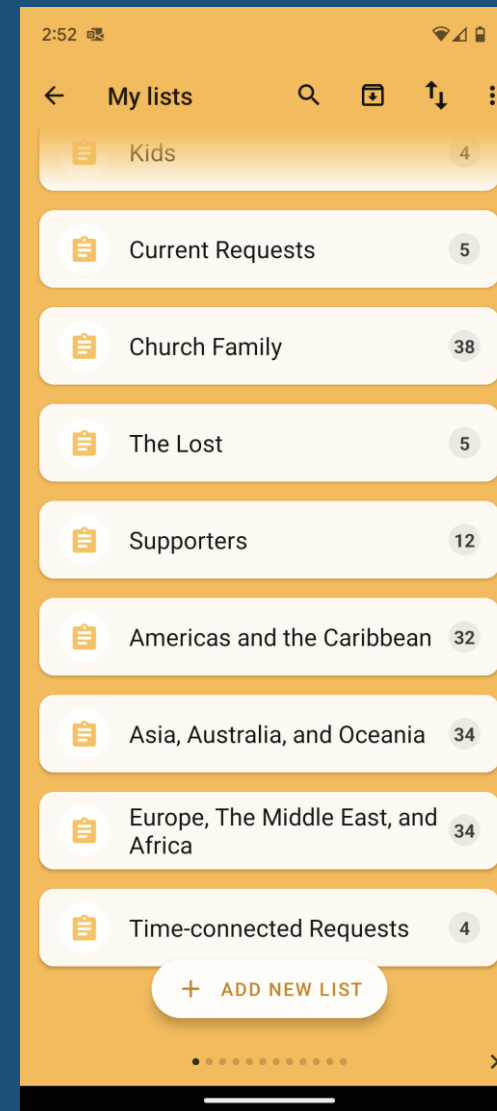 2:52
My lists
Kids 4
Current Requests 5
Church Family 38
The Lost 5
Supporters 12
Americas and the Caribbean 32
Asia, Australia, and Oceania 34
Europe, The Middle East, and 34
Africa
Time-connected Requests 4
+ ADD NEW LIST